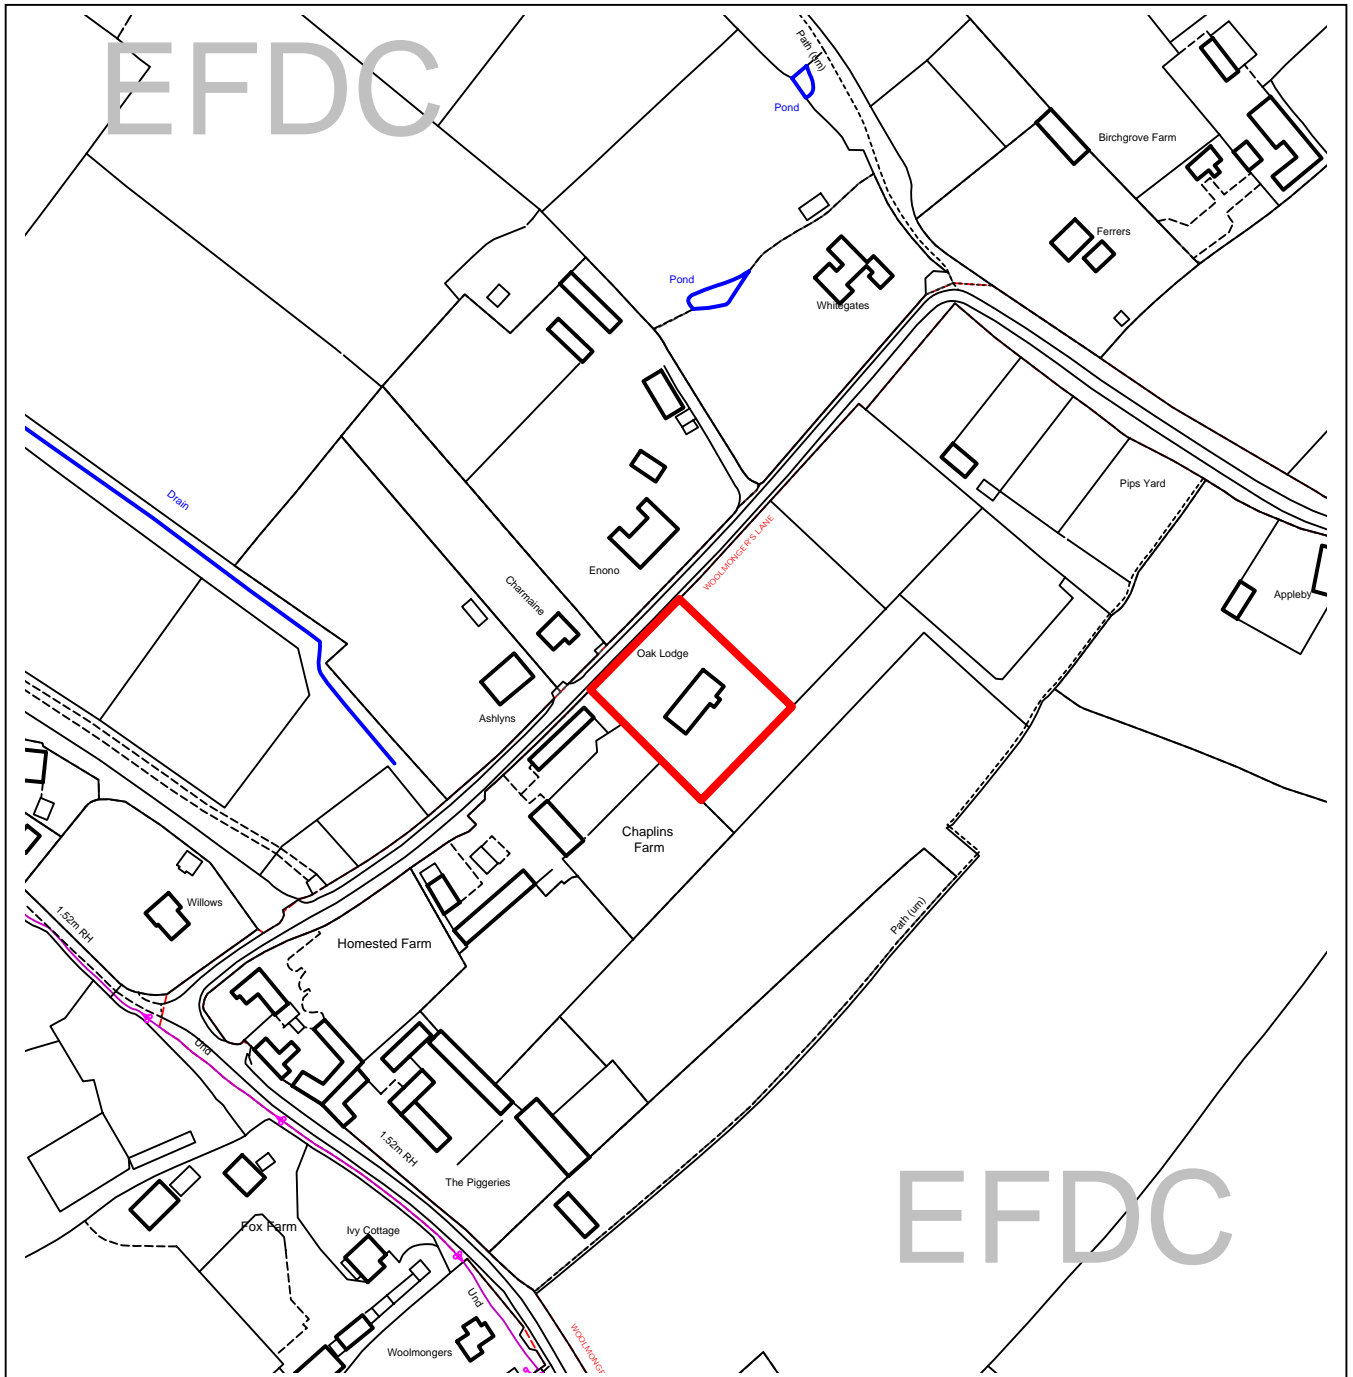 EFDC
Path (um)
Pond
Birchgrove Farm
Ferrers
Pond
Whitegates
Pips Yard
Drain
WOOLMONGER'S LANE
Enono
Charmaine
Appleby
Oak Lodge
Ashlyns
Chaplins
Farm
Willows
1.52m RH
Path (um)
Homested Farm
Und
1.52m RH
The Piggeries
EFDC
Fox Farm
Ivy Cottage
Und
Woolmongers
WOOLMONGE